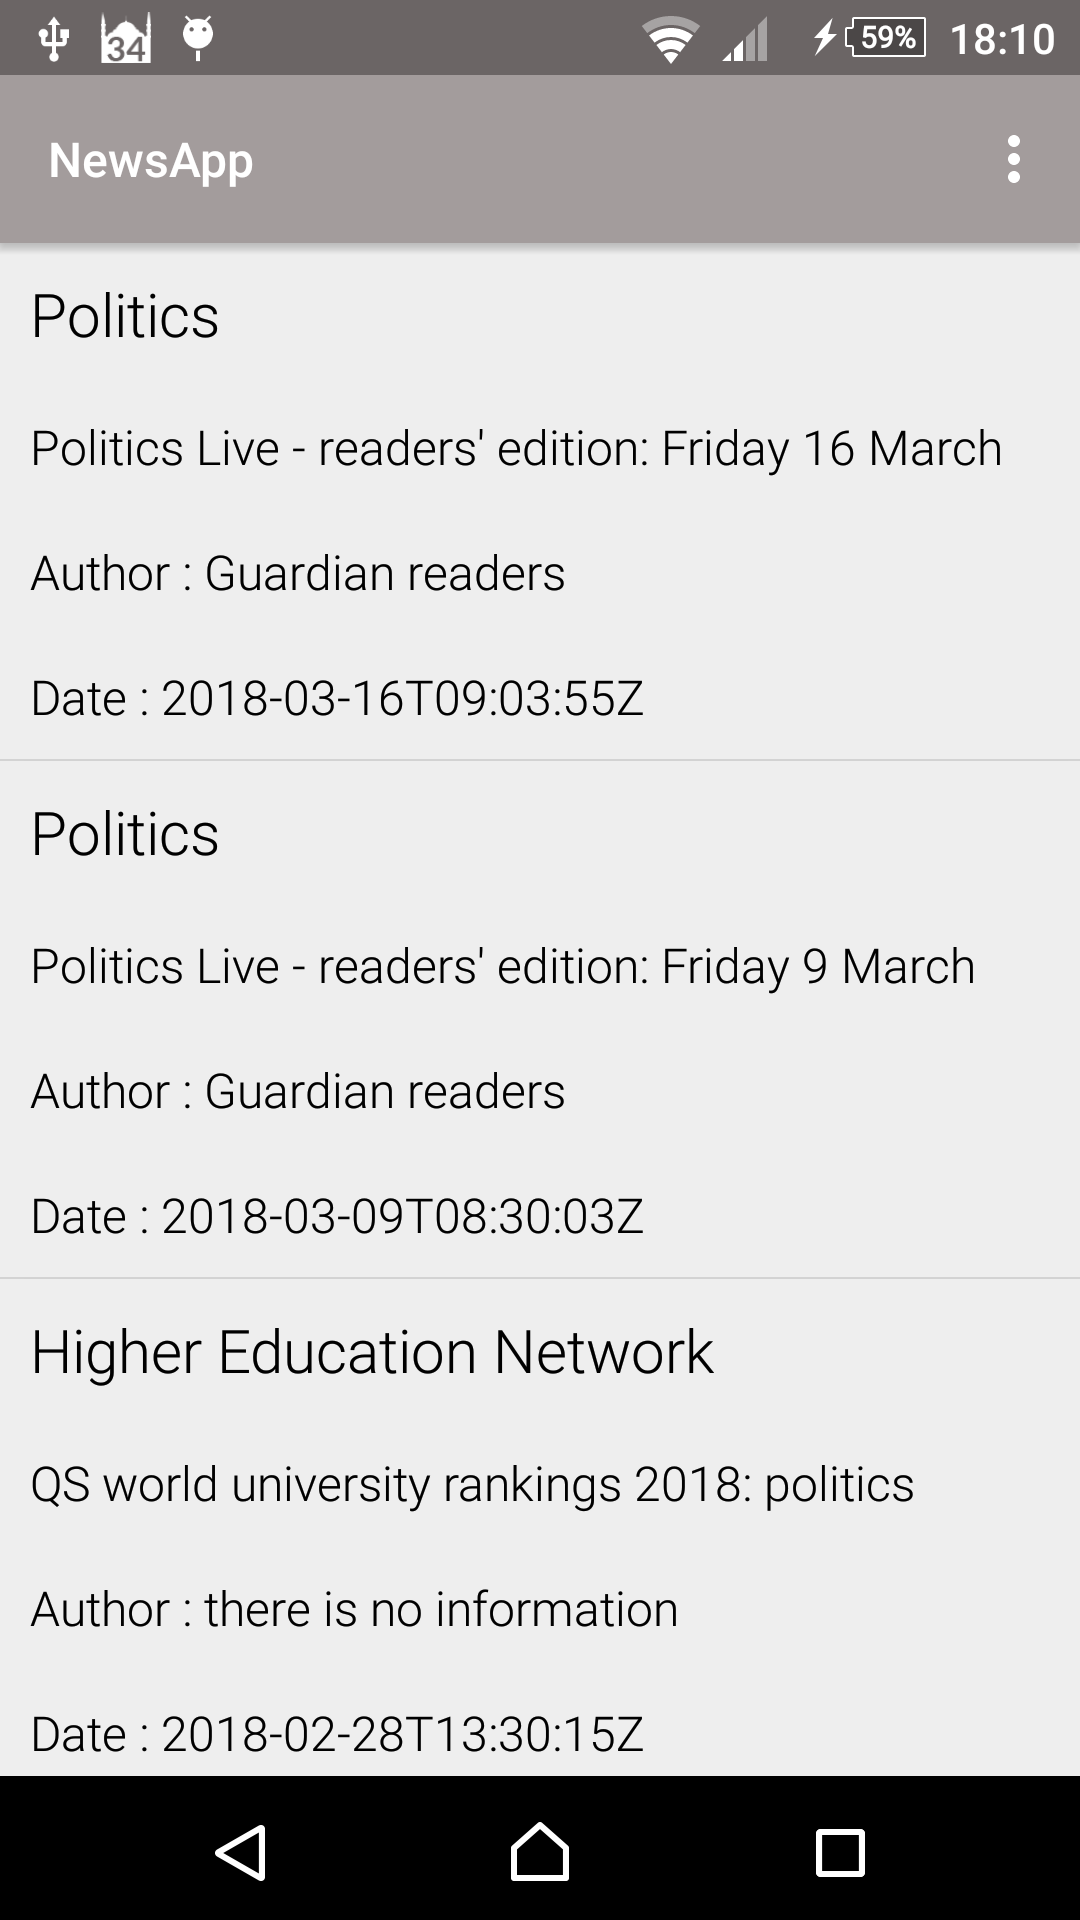 34
59%
18:10
NewsApp
Politics
Politics Live - readers' edition: Friday 16 March
Author : Guardian readers
Date : 2018-03-16T09:03:55Z
Politics
Politics Live - readers' edition: Friday 9 March
Author : Guardian readers
Date : 2018-03-09T08:30:03Z
Higher Education Network
QS world university rankings 2018: politics
Author : there is no information
Date : 2018-02-28T13:30:15Z